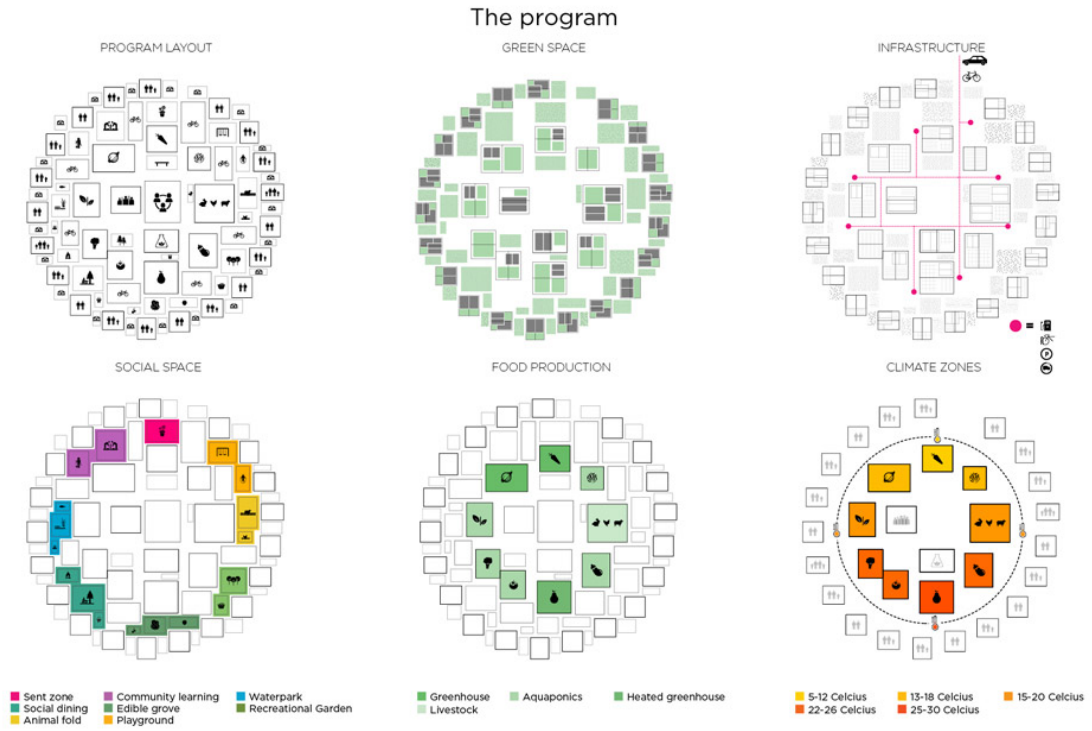 The program
PROGRAM LAYOUT
GREEN SPACE
INFRASTRUCTURE
P
SOCIAL SPACE
FOOD PRODUCTION
CLIMATE ZONES
Sent zone
Community learning
Waterpark
Social dining
Edible grove
Recreational Garden
Animal fold
Playground
Greenhouse
Aquaponics
Heated greenhouse
Livestock
5-12 Celcius
13-18 Celcius
15-20 Celcius
22-26 Celcius
25-30 Celcius